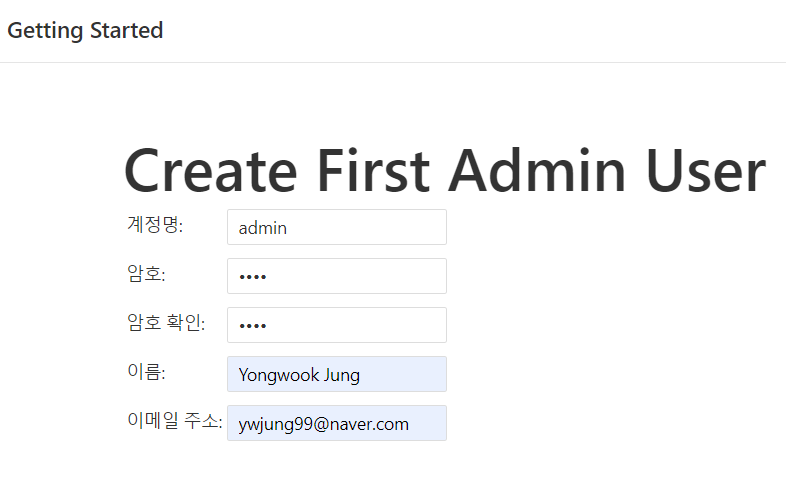 Getting Started
Create First Admin User
계정명: admin
암호: ••••
암호 확인: ••••
이름: Yongwook Jung
이메일 주소: ywjung99@naver.com